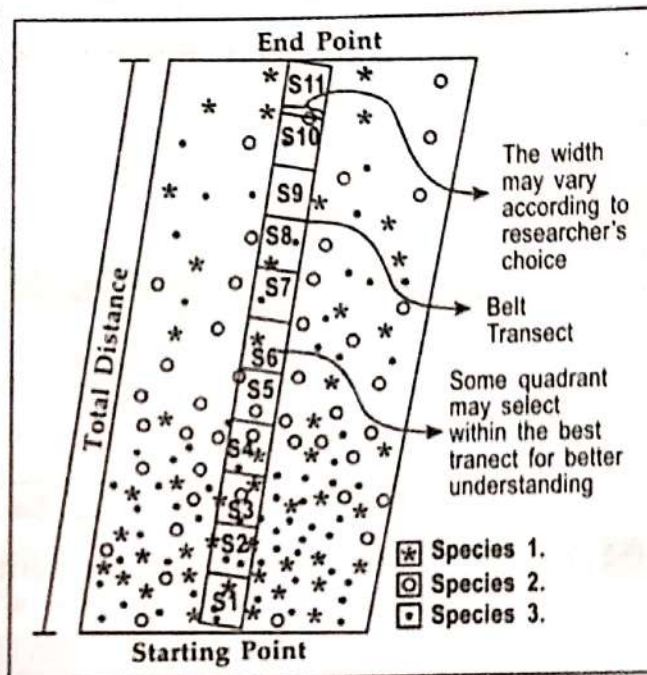 End Point
S11
S10
S9
S8
S7
S6
S5
S4
S3
S2
S1
Total Distance
The width
may vary
according to
researcher's
choice
Belt
Transect
Some quadrant
may select
within the best
tranect for better
understanding
Species 1.
Species 2.
Species 3.
Starting Point